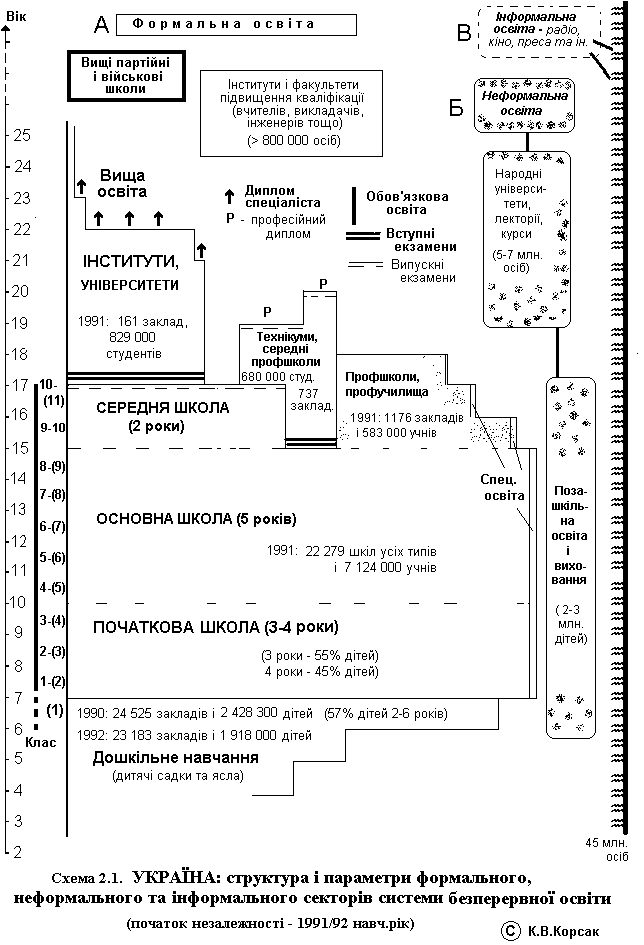 Вік
А
Формальна освіта
Вищі партійні
і військові
школи
Інститути і факультети
підвищення кваліфікації
(вчителів, викладачів,
інженерів тощо)
(> 800 000 осіб)
В
Інформальна
освіта - радіо,
кіно, преса та ін.
Б
Неформальна
освіта
Народні
універси-
тети,
лекторії,
курси
(5-7 млн.
осіб)
Вища
освіта
Диплом
спеціаліста
Р - професійний
диплом
Обов'язкова
освіта
Вступні
екзамени
Випускні
екзамени
ІНСТИТУТИ,
УНІВЕРСИТЕТИ
1991: 161 заклад,
829 000
студентів
Р
Р
Технікуми,
середні
профшколи
680 000 студ.
737
заклад.
Профшколи,
профучилища
1991: 1176 закладів
і 583 000 учнів
СЕРЕДНЯ ШКОЛА
(2 роки)
Спец.
освіта
ОСНОВНА ШКОЛА (5 років)
1991: 22 279 шкіл усіх типів
і 7 124 000 учнів
Поза-
шкіль-
на
освіта
і
вихо-
вання
( 2-3
млн.
дітей)
ПОЧАТКОВА ШКОЛА (3-4 роки)
(3 роки - 55% дітей)
4 роки - 45% дітей)
1990: 24 525 закладів і 2 428 300 дітей (57% дітей 2-6 років)
1992: 23 183 закладів і 1 918 000 дітей
Дошкільне навчання
(дитячі садки та ясла)
25
24
23
22
21
20
19
18
17
16
15
14
13
12
11
10
9
8
7
6
5
4
3
2
10-
(11)
9-10
8-(9)
7-(8)
6-(7)
5-(6)
4-(5)
3-(4)
2-(3)
1-(2)
(1)
Клас
45 млн.
осіб
Схема 2.1. УКРАЇНА: структура і параметри формального,
неформального та інформального секторів системи безперервної освіти
(початок незалежності - 1991/92 навч.рік)
© К.В.Корсак